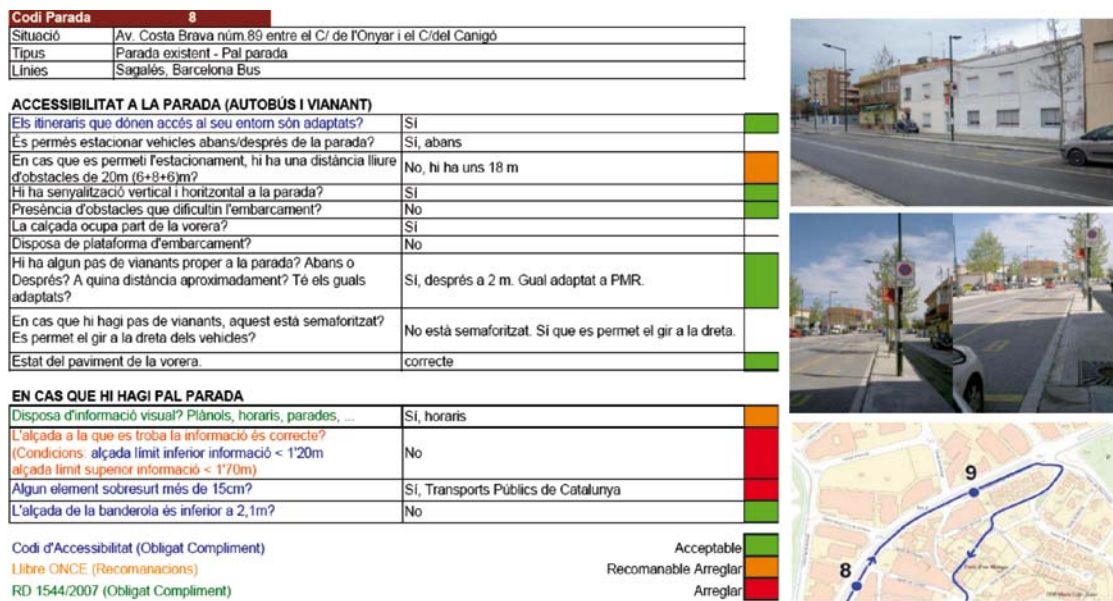 Codi Parada 8
Situació Av. Costa Brava núm.89 entre el C/ de l'Onyar i el C/del Canigó
Tipus Parada existent - Pal parada
Línies Sagalés, Barcelona Bus
ACCESSIBILITAT A LA PARADA (AUTOBÚS I VIANANT)
Els itineraris que dónen accés al seu entorn són adaptats? Sí
És permès estacionar vehicles abans/després de la parada? Sí, abans
En cas que es permeti l'estacionament, hi ha una distància lliure
d'obstacles de 20m (6+8+6)m? No, hi ha uns 18 m
Hi ha senyalització vertical i horitzontal a la parada? Sí
Presència d'obstacles que dificultin l'embarcament? No
La calçada ocupa part de la vorera? Sí
Disposa de plataforma d'embarcament? No
Hi ha algun pas de vianants proper a la parada? Abans o
Després? A quina distància aproximadament? Té els guals
adaptats? Sí, després a 2 m. Gual adaptat a PMR.
En cas que hi hagi pas de vianants, aquest està semaforitzat?
Es permet el gir a la dreta dels vehicles? No està semaforitzat. Sí que es permet el gir a la dreta.
Estat del paviment de la vorera. correcte
EN CAS QUE HI HAGI PAL PARADA
Disposa d'informació visual? Plànols, horaris, parades, ... Sí, horaris
L'alçada a la que es troba la informació és correcte?
(Condicions: alçada límit inferior informació < 1'20m
alçada límit superior informació < 1'70m) No
Algun element sobresurt més de 15cm? Sí, Transports Públics de Catalunya
L'alçada de la banderola és inferior a 2,1m? No
Codi d'Accessibilitat (Obligat Compliment) Acceptable
Llibre ONCE (Recomanacions) Recomanable Arreglar
RD 1544/2007 (Obligat Compliment) Arreglar
9
8